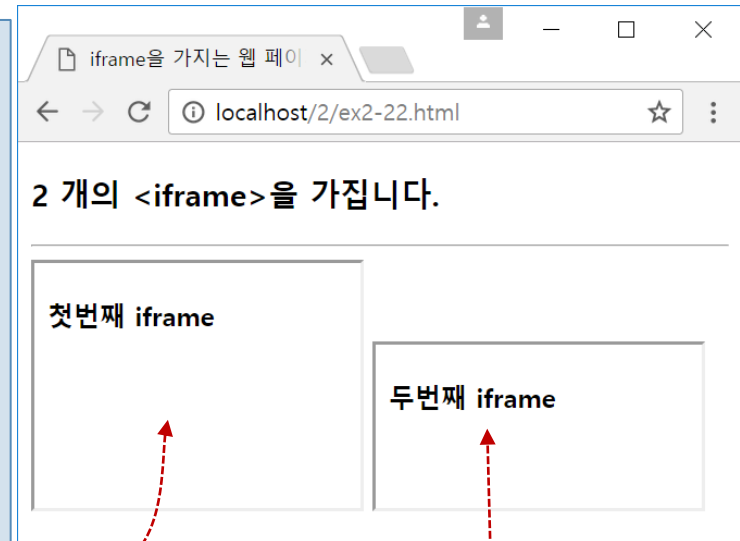 iframe을 가지는 웹 페이
localhost/2/ex2-22.html
2 개의 <iframe>을 가집니다.
첫번째 iframe
두번째 iframe